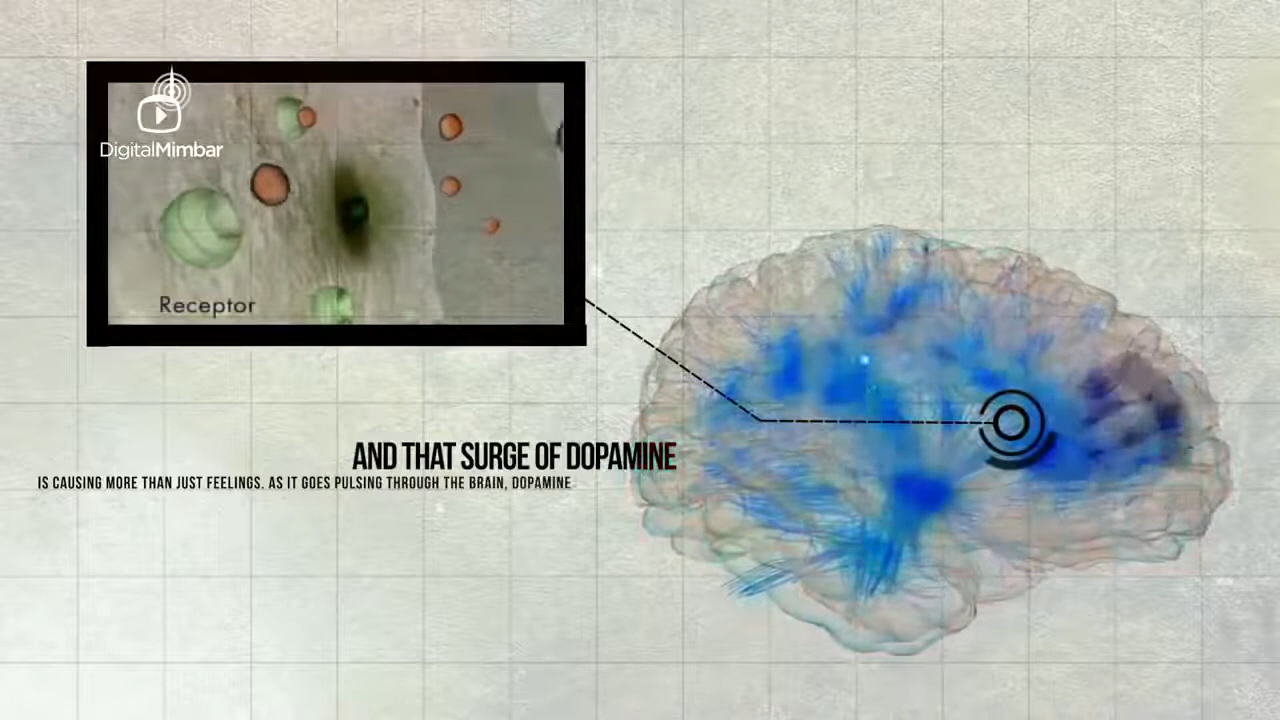 DigitalMimbar
Receptor
AND THAT SURGE OF DOPAMINE
IS CAUSING MORE THAN JUST FEELINGS. AS IT GOES PULSING THROUGH THE BRAIN, DOPAMINE